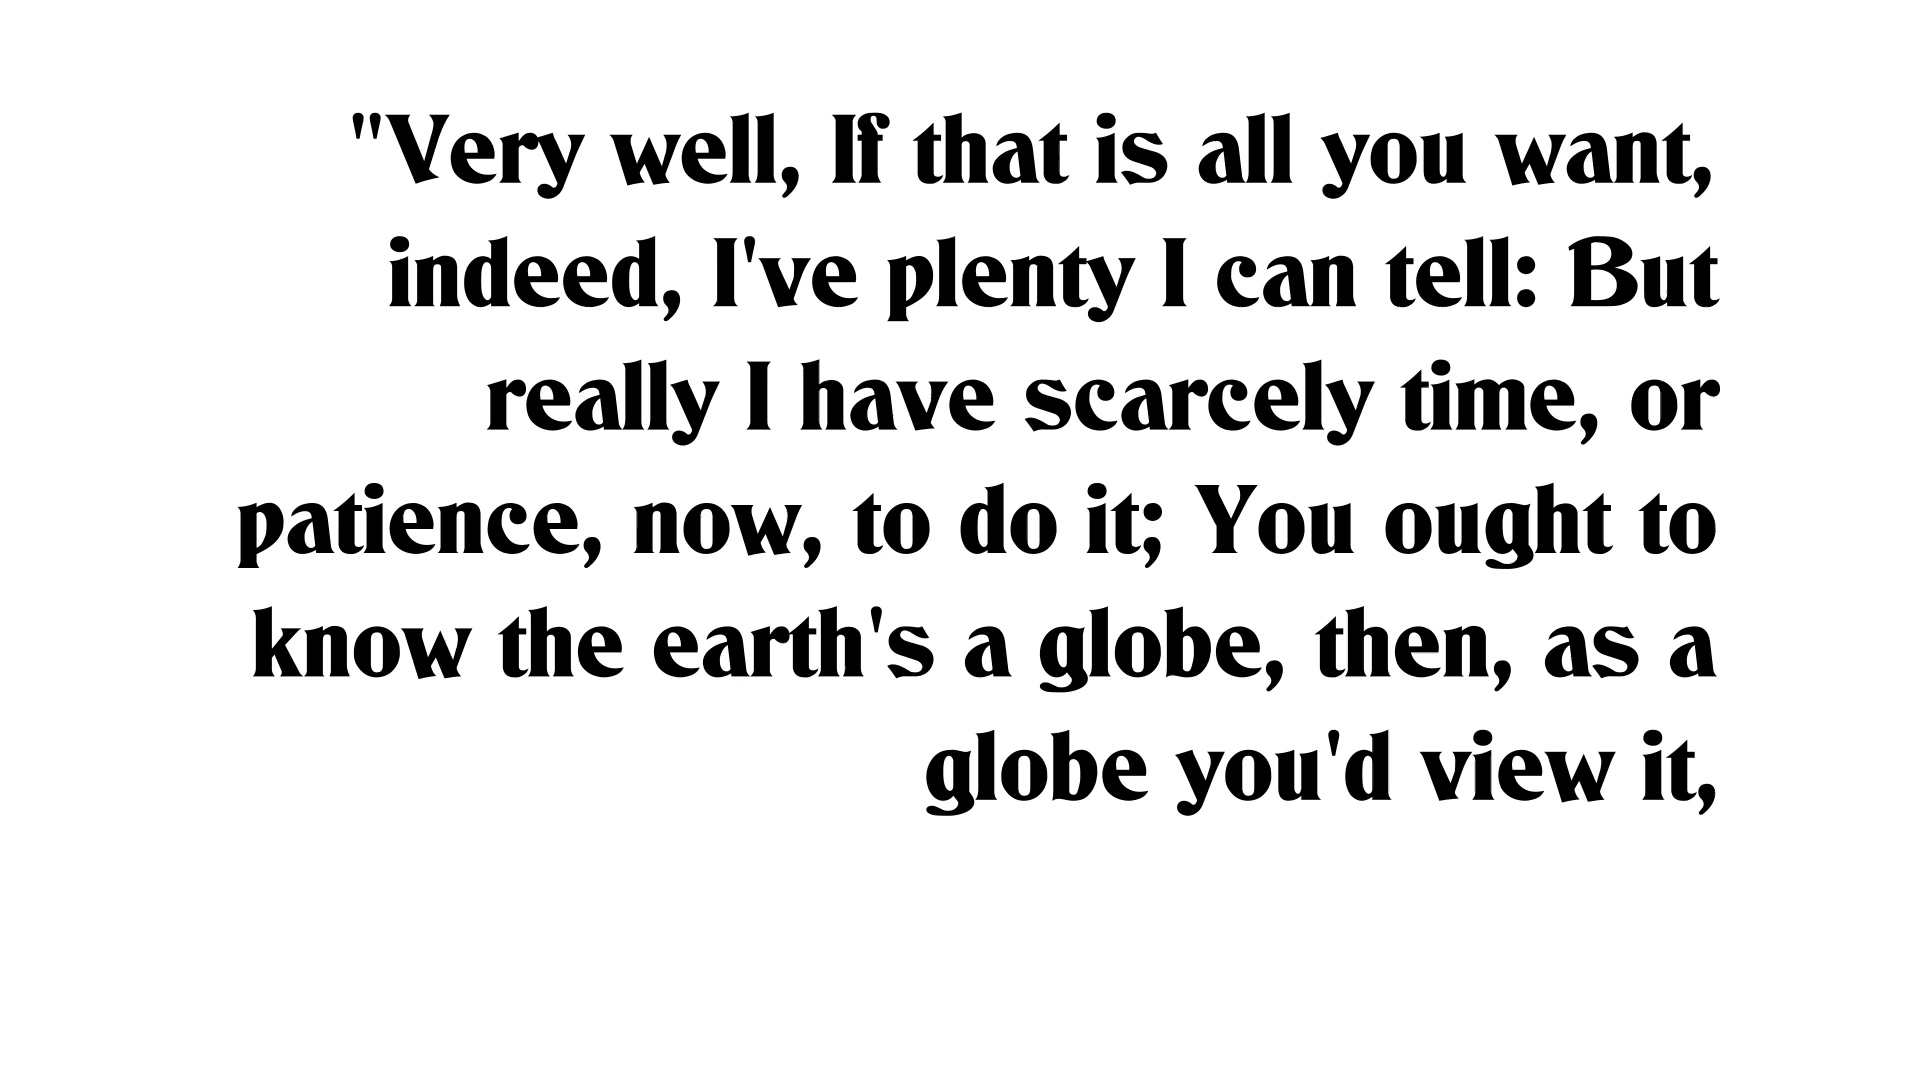 "Very well, If that is all you want,
indeed, I've plenty I can tell: But
really I have scarcely time, or
patience, now, to do it; You ought to
know the earth's a globe, then, as a
globe you'd view it,